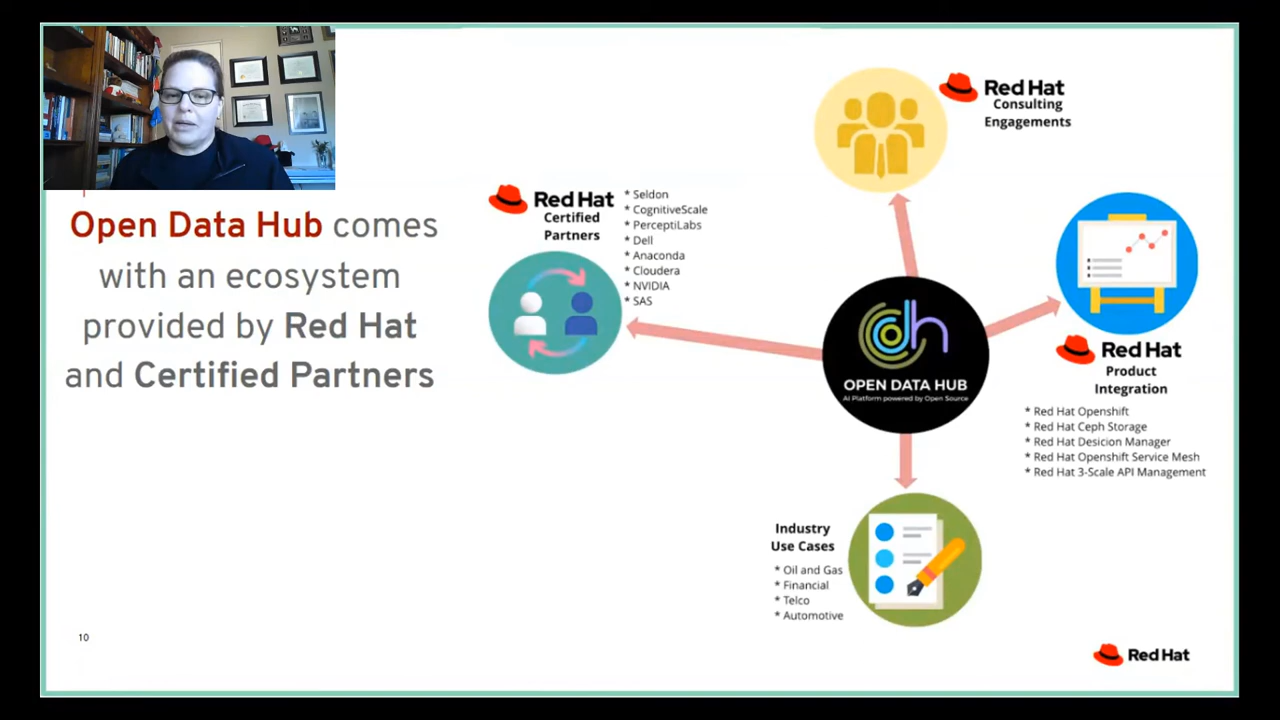 Open Data Hub comes
with an ecosystem
provided by Red Hat
and Certified Partners
Red Hat
Certified
Partners
* Seldon
* CognitiveScale
* PerceptiLabs
* Dell
* Anaconda
* Cloudera
* NVIDIA
* SAS
Red Hat
Consulting
Engagements
odh
OPEN DATA HUB
AI Platform powered by Open Source
Red Hat
Product
Integration
* Red Hat Openshift
* Red Hat Ceph Storage
* Red Hat Desicion Manager
* Red Hat Openshift Service Mesh
* Red Hat 3-Scale API Management
Industry
Use Cases
* Oil and Gas
* Financial
* Telco
* Automotive
10
Red Hat